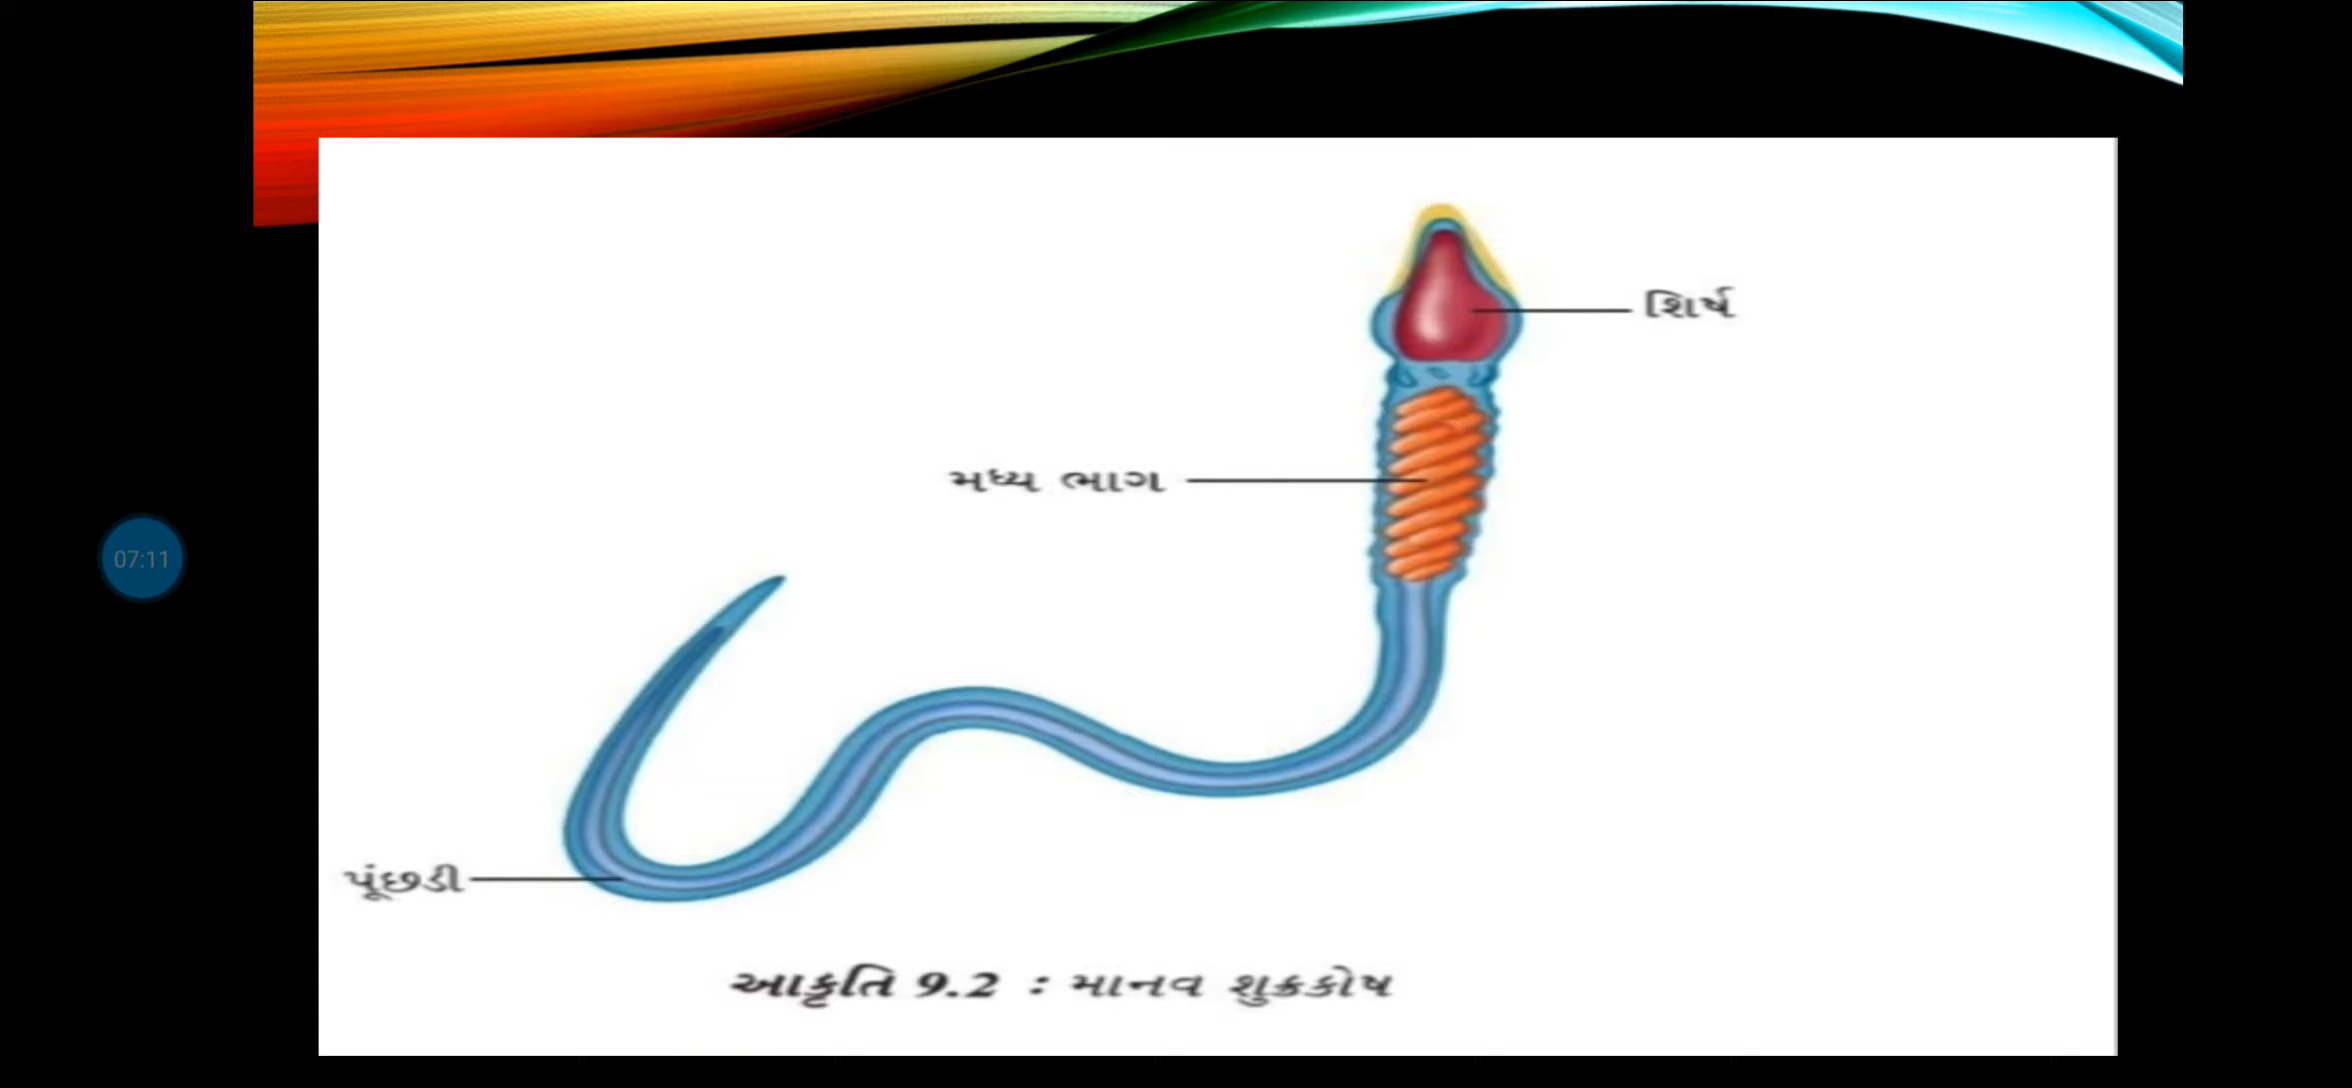 શિર્ષ
મધ્ય ભાગ
07:11
પૂંછડી
આકૃતિ 9.2 : માનવ શુક્રકોષ